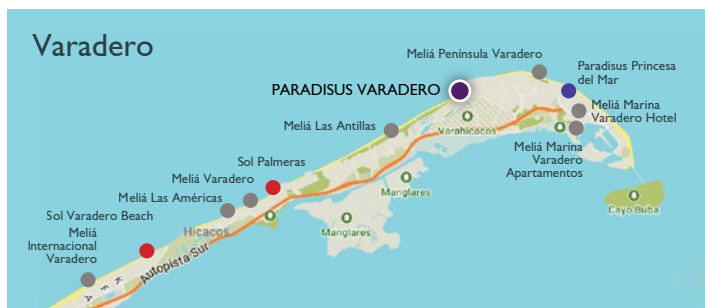 Varadero
Meliá Península Varadero
Paradisus Princesa
del Mar
PARADISUS VARADERO
Meliá Marina
Varadero Hotel
Meliá Las Antillas
Varahicacos
Meliá Marina
Varadero
Apartamentos
Sol Palmeras
Meliá Varadero
Manglares
Meliá Las Américas
Cayo Buba
Sol Varadero Beach
Hicacos
Manglares
Meliá
Internacional
Varadero
Autopista Sur
K F A